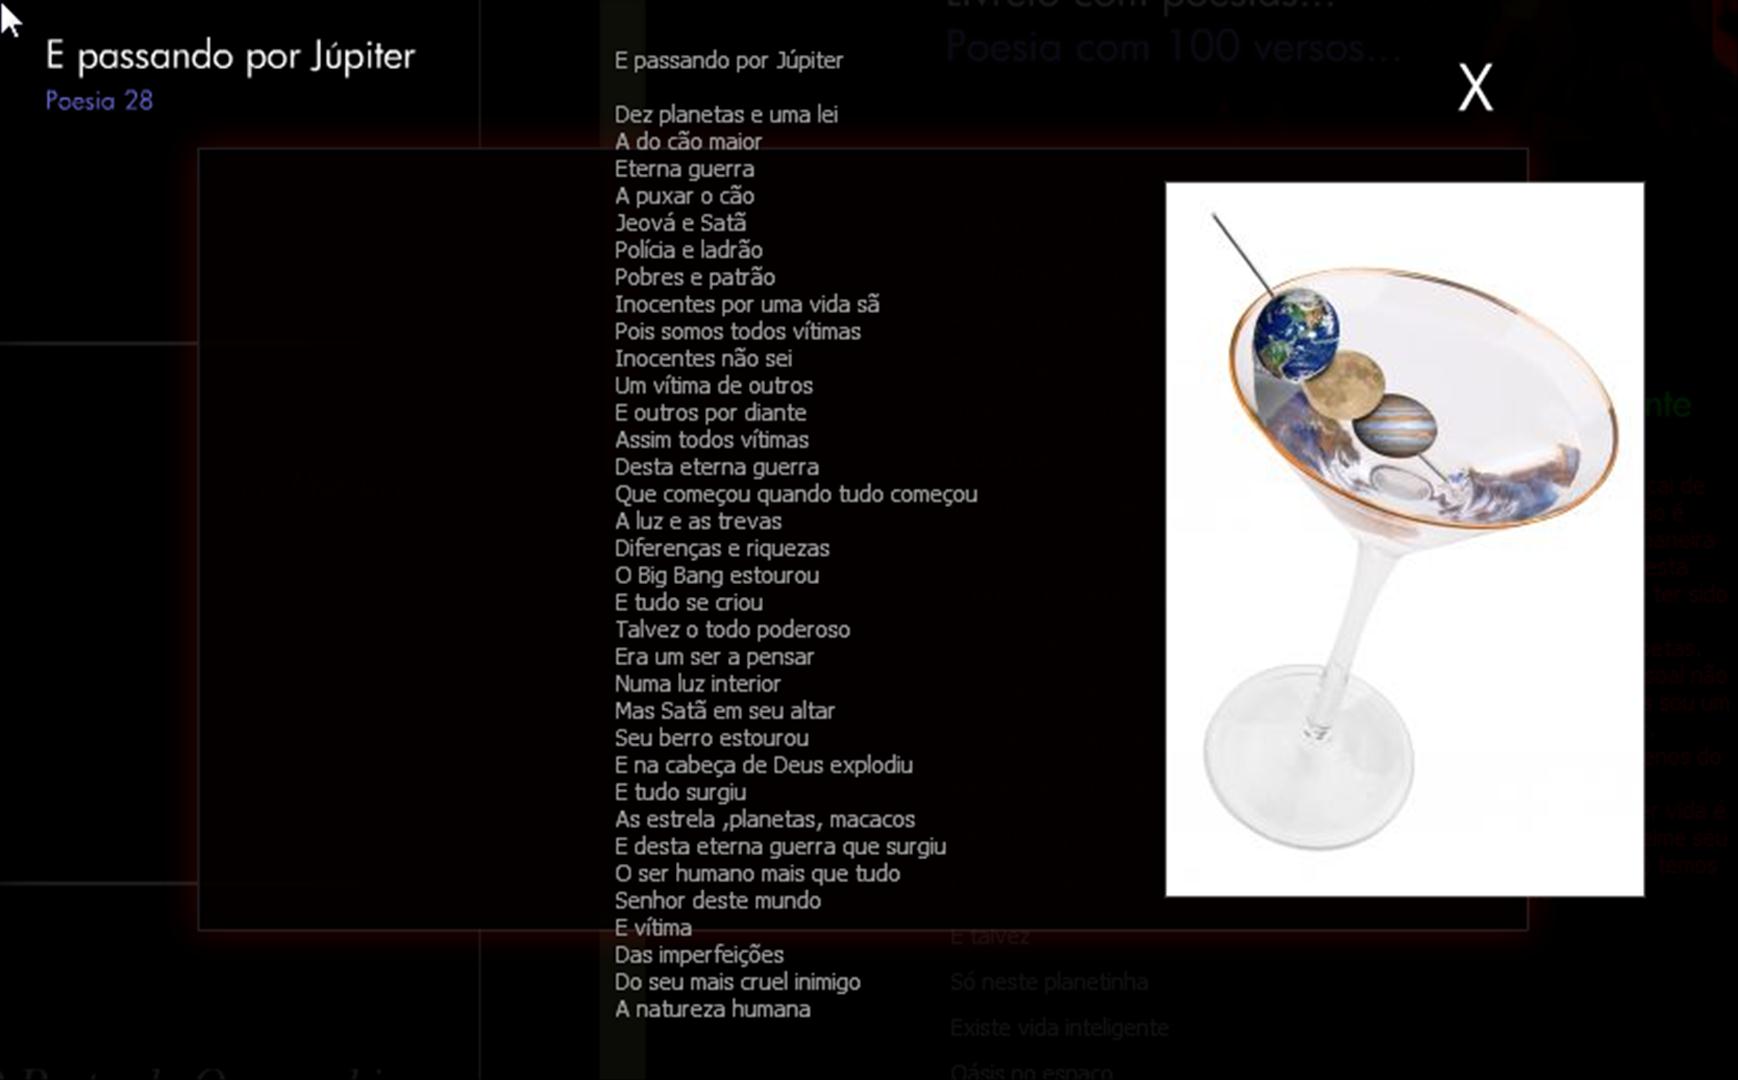 Livreto com poesias...
Poesia com 100 versos...
E passando por Júpiter
Poesia 28
X
E passando por Júpiter
Dez planetas e uma lei
A do cão maior
Eterna guerra
A puxar o cão
Jeová e Satã
Polícia e ladrão
Pobres e patrão
Inocentes por uma vida sã
Pois somos todos vítimas
Inocentes não sei
Um vítima de outros
E outros por diante
Assim todos vítimas
Desta eterna guerra
Que começou quando tudo começou
A luz e as trevas
Diferenças e riquezas
O Big Bang estourou
E tudo se criou
Talvez o todo poderoso
Era um ser a pensar
Numa luz interior
Mas Satã em seu altar
Seu berro estourou
E na cabeça de Deus explodiu
E tudo surgiu
As estrela ,planetas, macacos
E desta eterna guerra que surgiu
O ser humano mais que tudo
Senhor deste mundo
E vítima
Das imperfeições
Do seu mais cruel inimigo
A natureza humana
nte
ter sido
E talvez
Só neste planetinha
Existe vida inteligente
Oásis no espaço